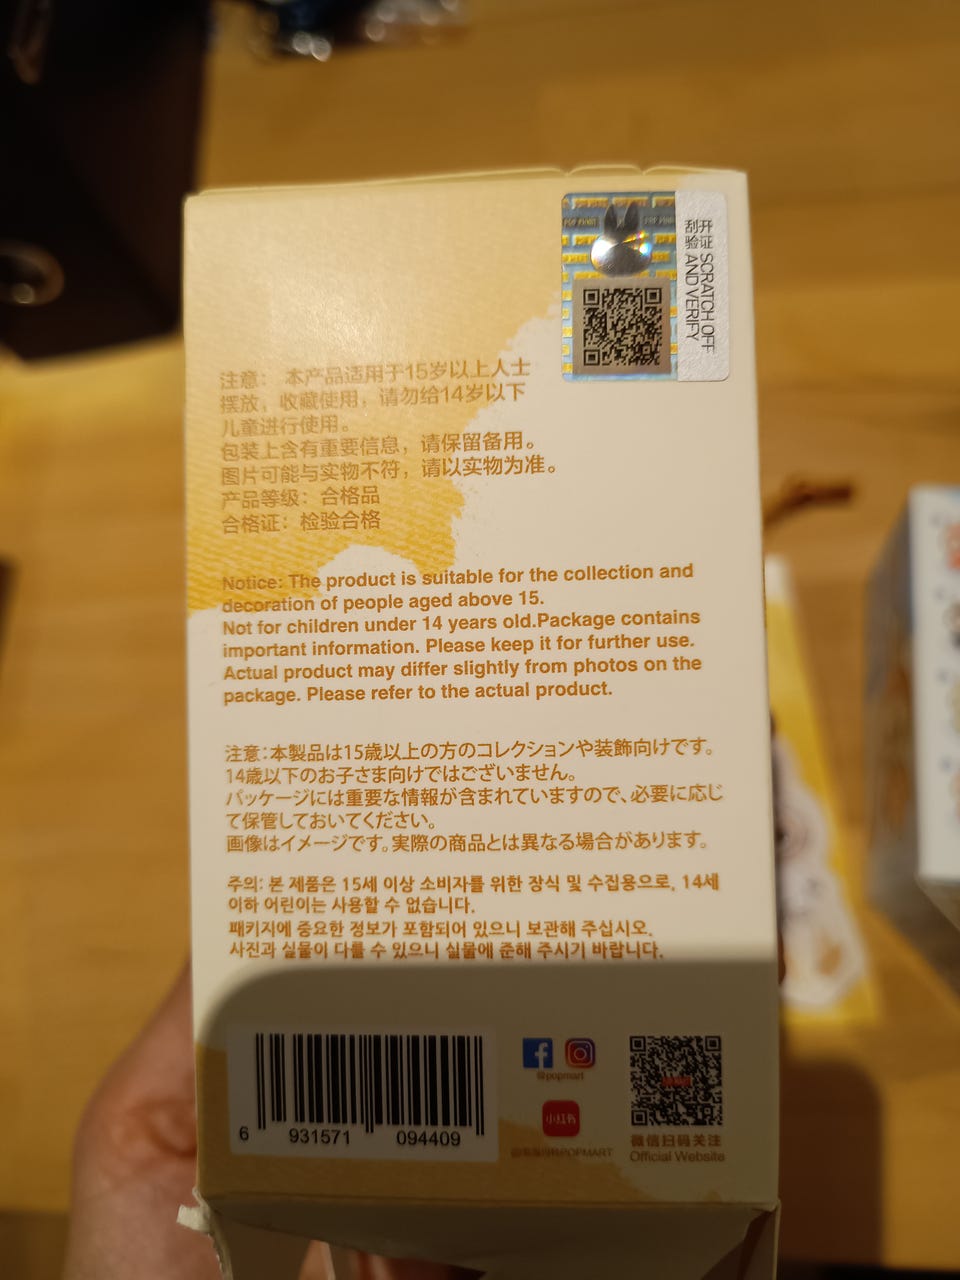 POP MART
开证 SCRATCH OFF
刮验 AND VERIFY
注意： 本产品适用于15岁以上人士
摆放，收藏使用，请勿给14岁以下
儿童进行使用。
包装上含有重要信息，请保留备用。
图片可能与实物不符，请以实物为准。
产品等级：合格品
合格证：检验合格
Notice: The product is suitable for the collection and
decoration of people aged above 15.
Not for children under 14 years old.Package contains
important information. Please keep it for further use.
Actual product may differ slightly from photos on the
package. Please refer to the actual product.
注意:本製品は15歳以上の方のコレクションや装飾向けです。
14歳以下のお子さま向けではございません。
パッケージには重要な情報が含まれていますので、必要に応じ
て保管しておいてください。
画像はイメージです。実際の商品とは異なる場合があります。
주의: 본 제품은 15세 이상 소비자를 위한 장식 및 수집용으로, 14세
이하 어린이는 사용할 수 없습니다.
패키지에 중요한 정보가 포함되어 있으니 보관해 주십시오.
사진과 실물이 다를 수 있으니 실물에 준해 주시기 바랍니다.
6 931571 094409
@popmart
小红书
POPMART
微信扫码关注
Official Website